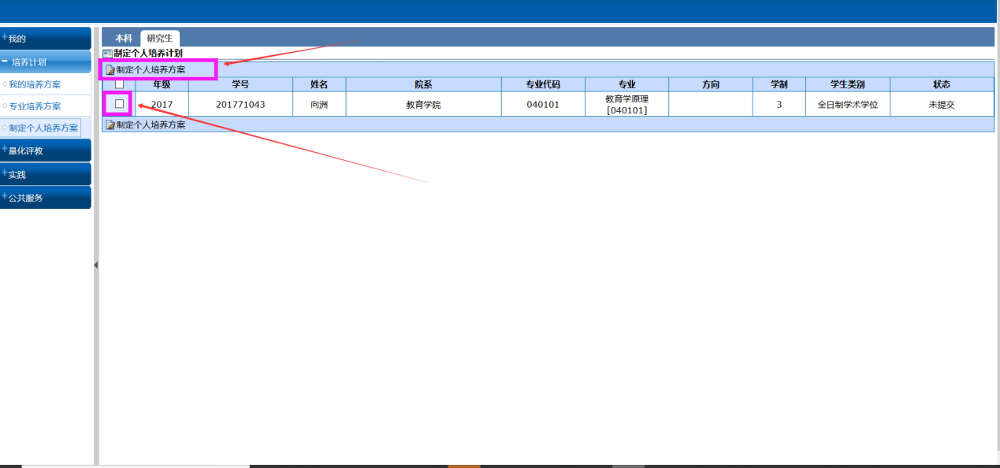 我的
培养计划
我的培养方案
专业培养方案
制定个人培养方案
量化评教
实践
公共服务
本科 研究生
制定个人培养计划
制定个人培养方案
年级 学号 姓名 院系 专业代码 专业 方向 学制 学生类别 状态
2017 201771043 向洲 教育学院 040101 教育学原理 3 全日制学术学位 未提交
[040101]
制定个人培养方案